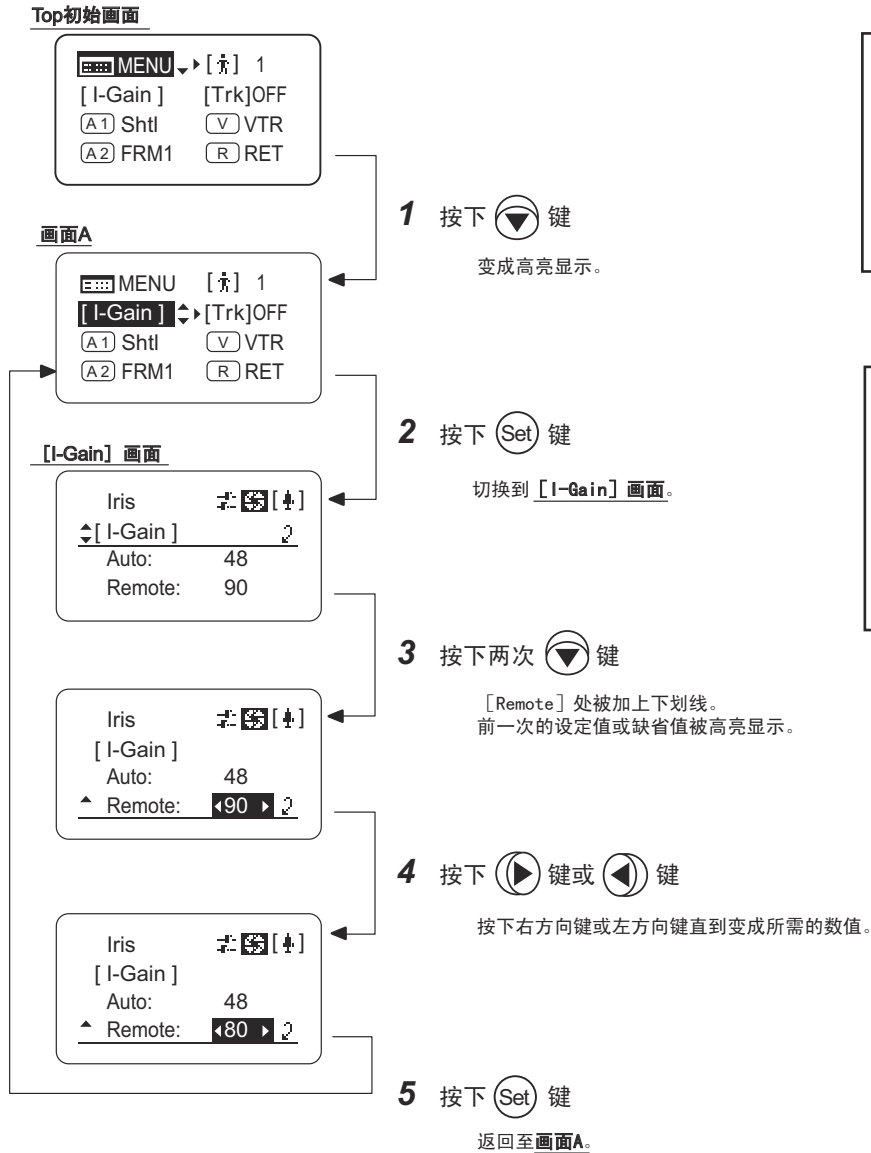 Top初始画面
MENU [ ] 1
[ I-Gain ] [Trk]OFF
A1 Shtl V VTR
A2 FRM1 R RET
1 按下 键
变成高亮显示。
画面A
MENU [ ] 1
[ I-Gain ] [Trk]OFF
A1 Shtl V VTR
A2 FRM1 R RET
2 按下 Set 键
切换到［I-Gain］画面。
［I-Gain］画面
Iris [ ]
[ I-Gain ]
Auto: 48
Remote: 90
3 按下两次 键
［Remote］处被加上下划线。
前一次的设定值或缺省值被高亮显示。
Iris [ ]
[ I-Gain ]
Auto: 48
Remote: 90
4 按下 键或 键
按下右方向键或左方向键直到变成所需的数值。
Iris [ ]
[ I-Gain ]
Auto: 48
Remote: 80
5 按下 Set 键
返回至画面A。